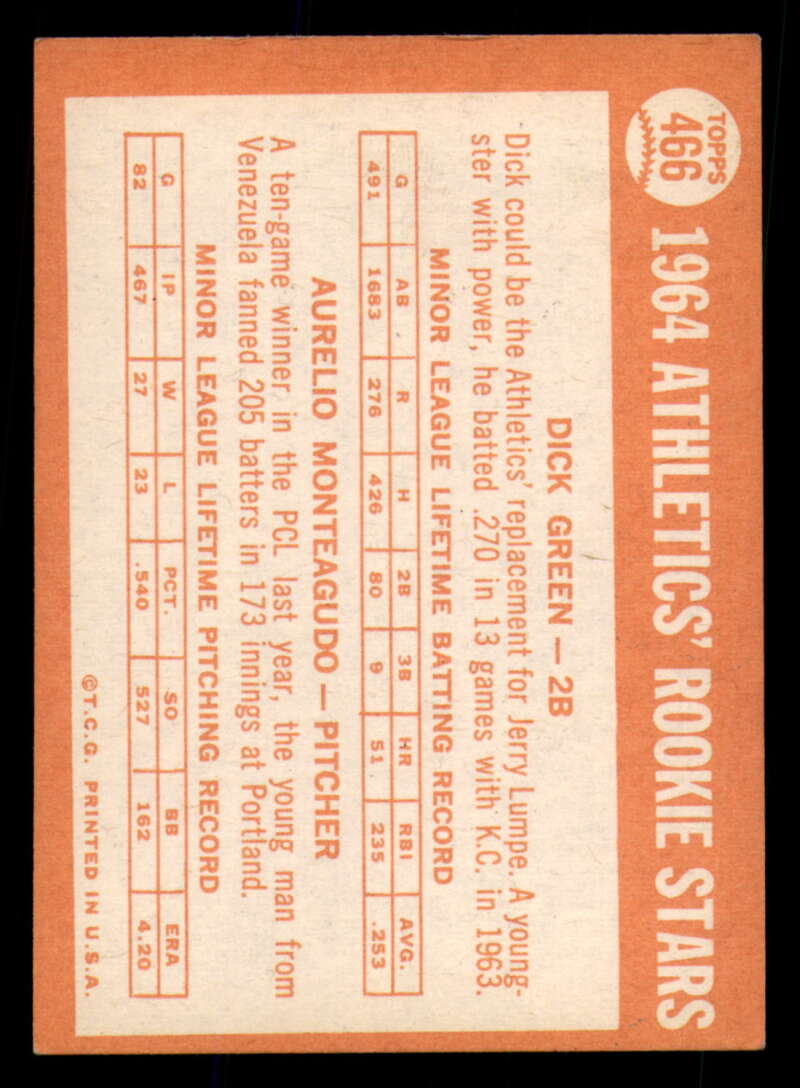 TOPPS
466
1964 ATHLETICS' ROOKIE STARS
DICK GREEN — 2B
Dick could be the Athletics' replacement for Jerry Lumpe. A young-
ster with power, he batted .270 in 13 games with K.C. in 1963.
MINOR LEAGUE LIFETIME BATTING RECORD
G AB R H 2B 3B HR RBI AVG.
491 1683 276 426 80 9 51 235 .253
AURELIO MONTEAGUDO — PITCHER
A ten-game winner in the PCL last year, the young man from
Venezuela fanned 205 batters in 173 innings at Portland.
MINOR LEAGUE LIFETIME PITCHING RECORD
G IP W L PCT. SO BB ERA
82 467 27 23 .540 527 162 4.20
©T.C.G. PRINTED IN U.S.A.